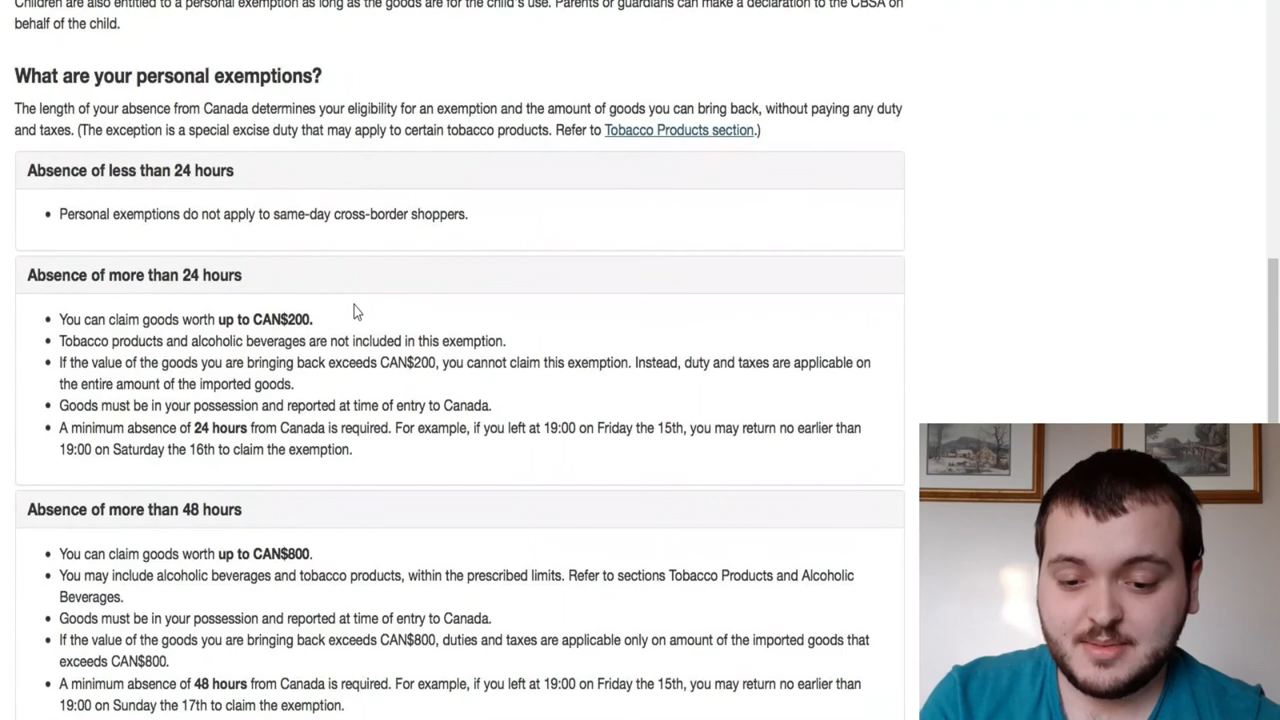 Children are also entitled to a personal exemption as long as the goods are for the child's use. Parents or guardians can make a declaration to the CBSA on
behalf of the child.
What are your personal exemptions?
The length of your absence from Canada determines your eligibility for an exemption and the amount of goods you can bring back, without paying any duty
and taxes. (The exception is a special excise duty that may apply to certain tobacco products. Refer to Tobacco Products section.)
Absence of less than 24 hours
• Personal exemptions do not apply to same-day cross-border shoppers.
Absence of more than 24 hours
• You can claim goods worth up to CAN$200.
• Tobacco products and alcoholic beverages are not included in this exemption.
• If the value of the goods you are bringing back exceeds CAN$200, you cannot claim this exemption. Instead, duty and taxes are applicable on
the entire amount of the imported goods.
• Goods must be in your possession and reported at time of entry to Canada.
• A minimum absence of 24 hours from Canada is required. For example, if you left at 19:00 on Friday the 15th, you may return no earlier than
19:00 on Saturday the 16th to claim the exemption.
Absence of more than 48 hours
• You can claim goods worth up to CAN$800.
• You may include alcoholic beverages and tobacco products, within the prescribed limits. Refer to sections Tobacco Products and Alcoholic
Beverages.
• Goods must be in your possession and reported at time of entry to Canada.
• If the value of the goods you are bringing back exceeds CAN$800, duties and taxes are applicable only on amount of the imported goods that
exceeds CAN$800.
• A minimum absence of 48 hours from Canada is required. For example, if you left at 19:00 on Friday the 15th, you may return no earlier than
19:00 on Sunday the 17th to claim the exemption.